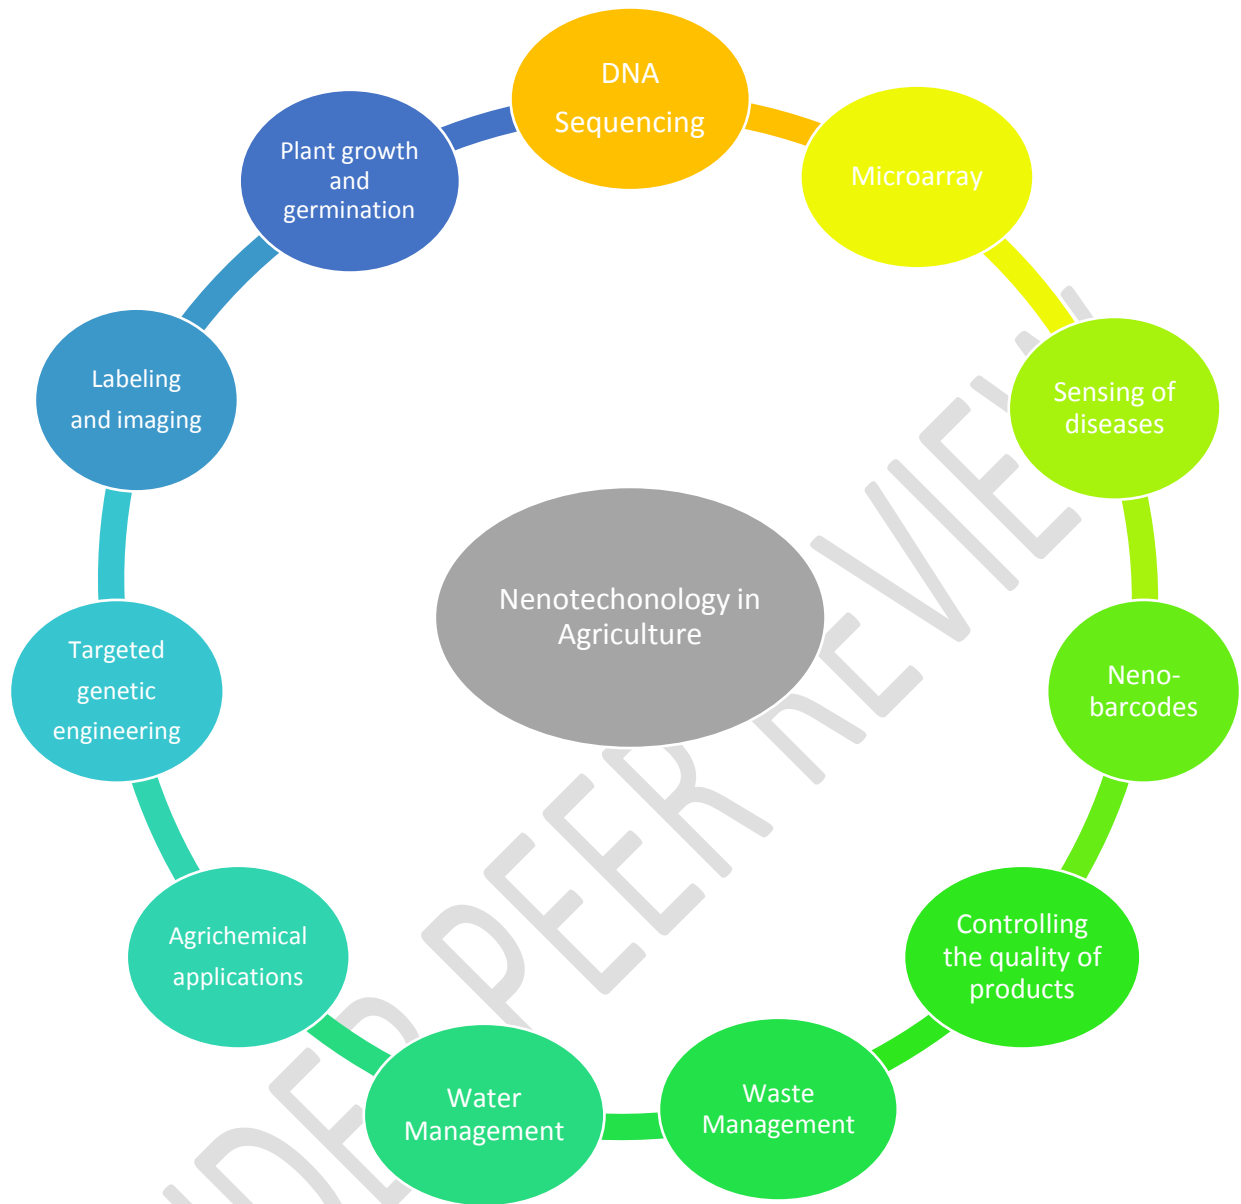 DNA
Sequencing
Microarray
Sensing of
diseases
Neno-
barcodes
Controlling
the quality of
products
Waste
Management
Water
Management
Agrichemical
applications
Targeted
genetic
engineering
Labeling
and imaging
Plant growth
and
germination
Nenotechonology in
Agriculture
DER PEER REVIEW